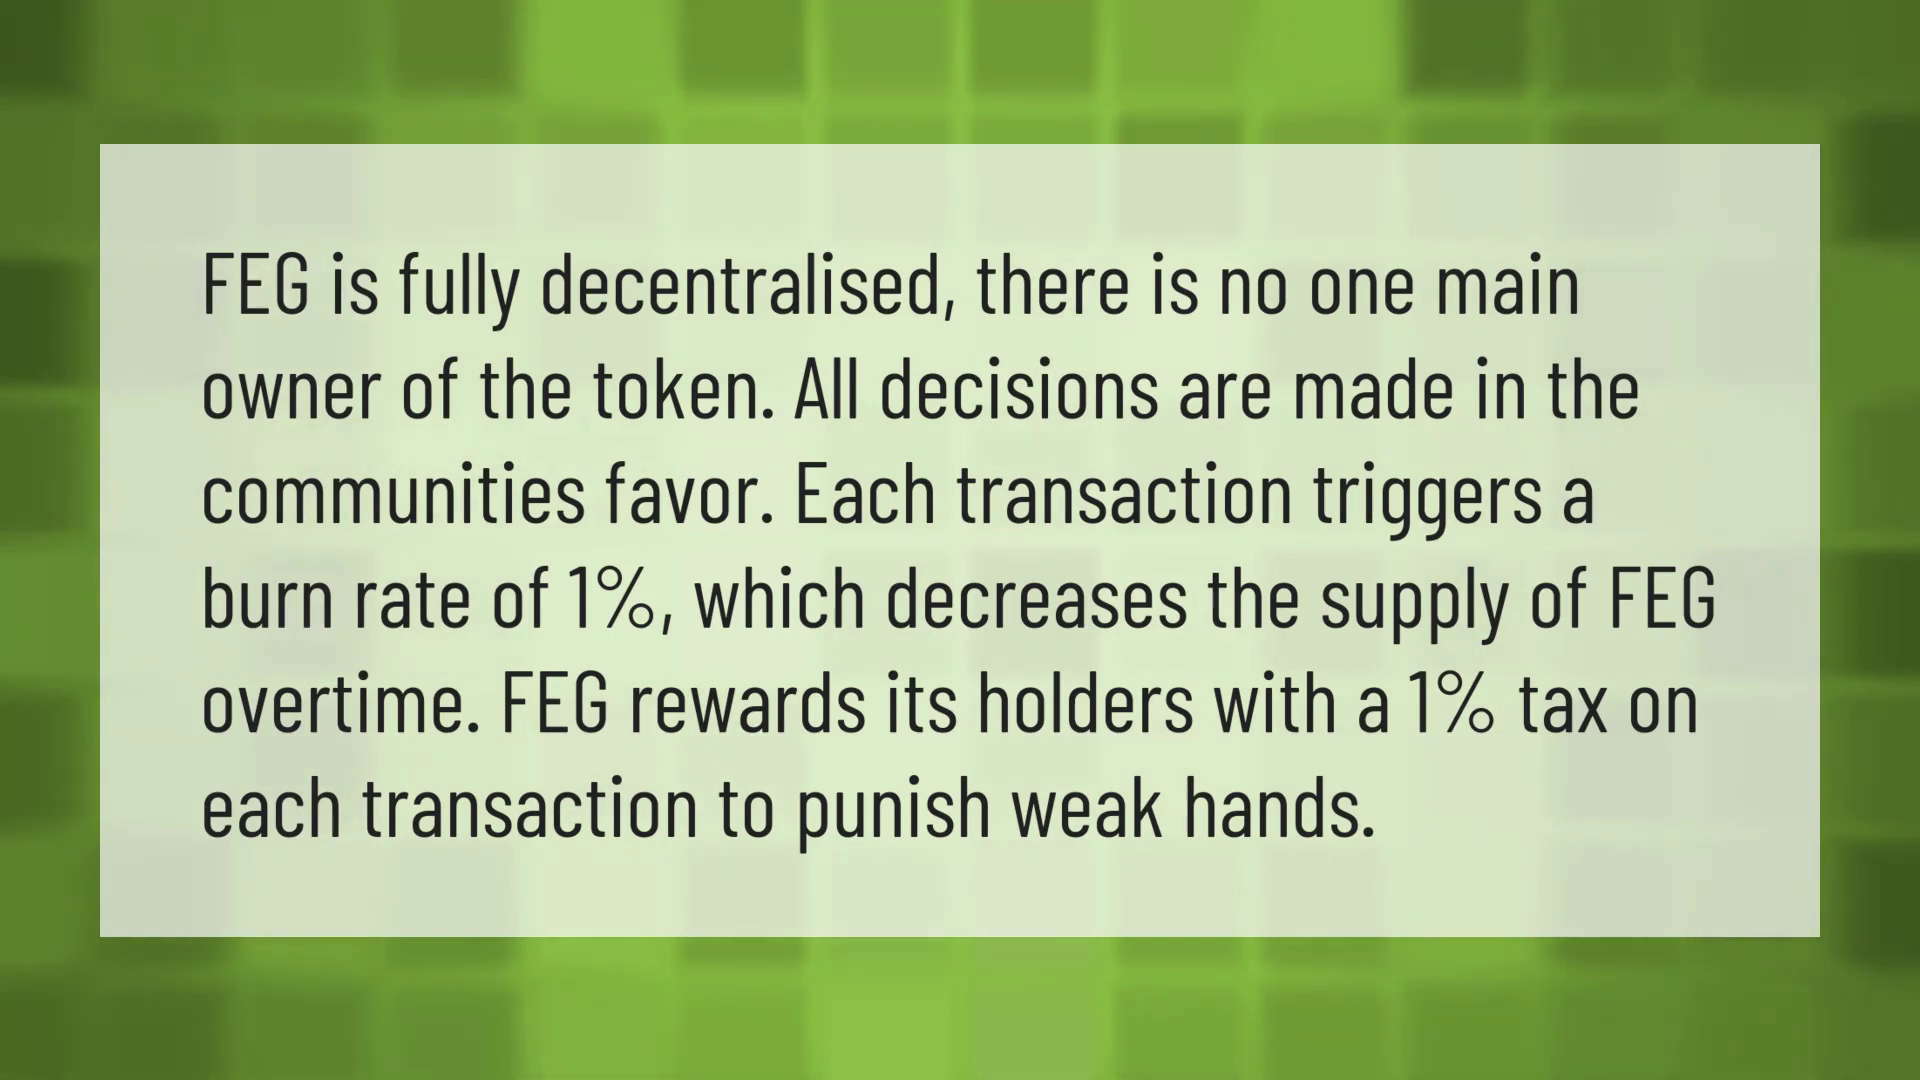 FEG is fully decentralised, there is no one main
owner of the token. All decisions are made in the
communities favor. Each transaction triggers a
burn rate of 1%, which decreases the supply of FEG
overtime. FEG rewards its holders with a 1% tax on
each transaction to punish weak hands.